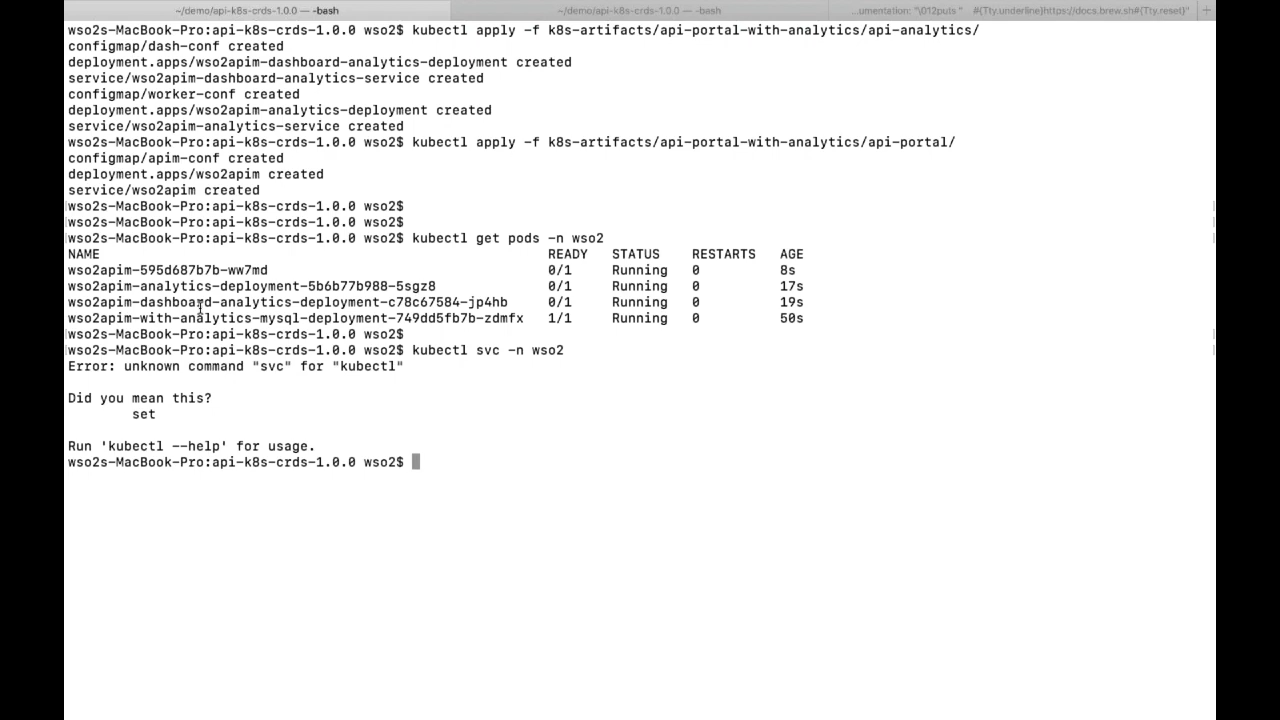 ~/demo/api-k8s-crds-1.0.0 — -bash
~/demo/api-k8s-crds-1.0.0 — -bash
...umentation: "\012puts " #{Tty.underline}https://docs.brew.sh#{Tty.reset}"
+
wso2s-MacBook-Pro:api-k8s-crds-1.0.0 wso2$ kubectl apply -f k8s-artifacts/api-portal-with-analytics/api-analytics/
configmap/dash-conf created
deployment.apps/wso2apim-dashboard-analytics-deployment created
service/wso2apim-dashboard-analytics-service created
configmap/worker-conf created
deployment.apps/wso2apim-analytics-deployment created
service/wso2apim-analytics-service created
wso2s-MacBook-Pro:api-k8s-crds-1.0.0 wso2$ kubectl apply -f k8s-artifacts/api-portal-with-analytics/api-portal/
configmap/apim-conf created
deployment.apps/wso2apim created
service/wso2apim created
wso2s-MacBook-Pro:api-k8s-crds-1.0.0 wso2$
wso2s-MacBook-Pro:api-k8s-crds-1.0.0 wso2$
wso2s-MacBook-Pro:api-k8s-crds-1.0.0 wso2$ kubectl get pods -n wso2
NAME READY STATUS RESTARTS AGE
wso2apim-595d687b7b-ww7md 0/1 Running 0 8s
wso2apim-analytics-deployment-5b6b77b988-5sgz8 0/1 Running 0 17s
wso2apim-dashboard-analytics-deployment-c78c67584-jp4hb 0/1 Running 0 19s
wso2apim-with-analytics-mysql-deployment-749dd5fb7b-zdmfx 1/1 Running 0 50s
wso2s-MacBook-Pro:api-k8s-crds-1.0.0 wso2$
wso2s-MacBook-Pro:api-k8s-crds-1.0.0 wso2$ kubectl svc -n wso2
Error: unknown command "svc" for "kubectl"
Did you mean this?
set
Run 'kubectl --help' for usage.
wso2s-MacBook-Pro:api-k8s-crds-1.0.0 wso2$